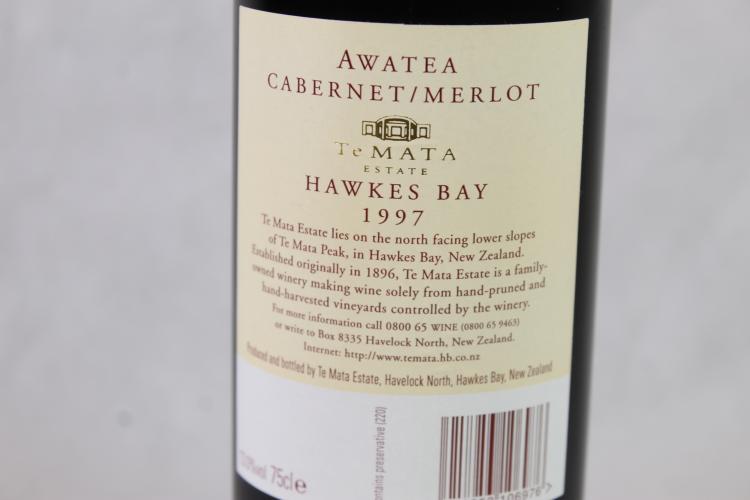 AWATEA
CABERNET/MERLOT
Te MATA
ESTATE
HAWKES BAY
1997
Te Mata Estate lies on the north facing lower slopes
of Te Mata Peak, in Hawkes Bay, New Zealand.
Established originally in 1896, Te Mata Estate is a family-
owned winery making wine solely from hand-pruned and
hand-harvested vineyards controlled by the winery.
For more information call 0800 65 WINE (0800 65 9463)
or write to Box 8335 Havelock North, New Zealand.
Internet: http://www.temata.hb.co.nz
Produced and bottled by Te Mata Estate, Havelock North, Hawkes Bay, New Zealand
vol 75cl e
contains preservative (220)